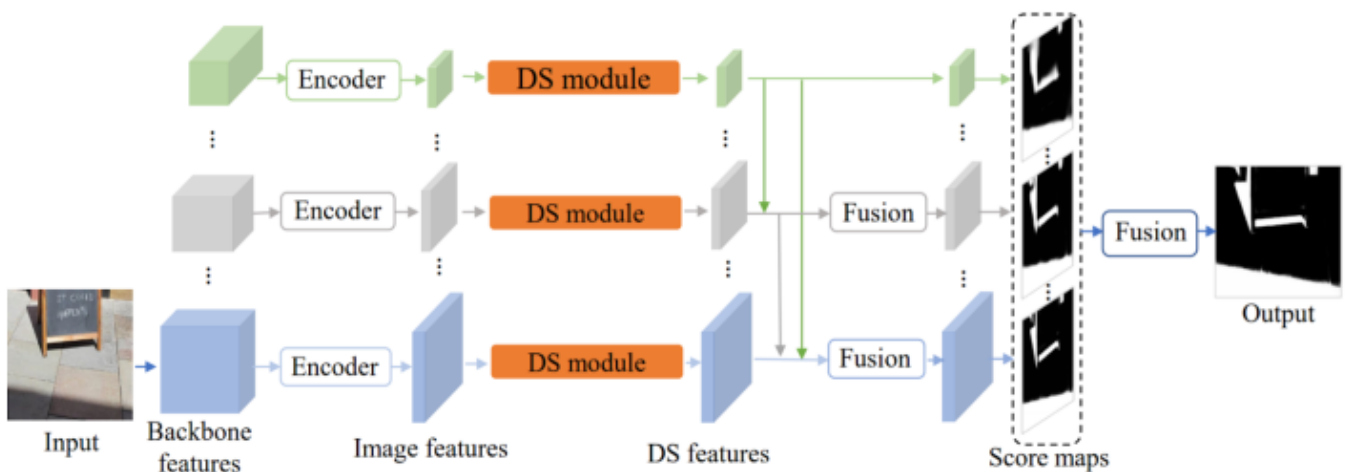 Encoder
DS module
Encoder
DS module
Fusion
Fusion
Output
Encoder
DS module
Fusion
Input
Backbone
features
Image features
DS features
Score maps